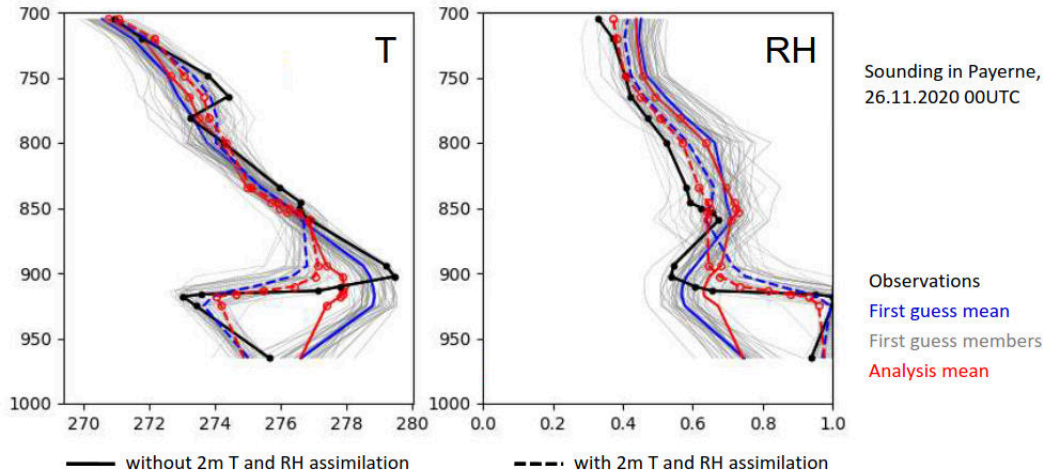 700
750
800
850
900
950
1000
270
272
274
276
278
280
T
700
750
800
850
900
950
1000
0.0
0.2
0.4
0.6
0.8
1.0
RH
Sounding in Payerne,
26.11.2020 00UTC
Observations
First guess mean
First guess members
Analysis mean
without 2m T and RH assimilation
with 2m T and RH assimilation